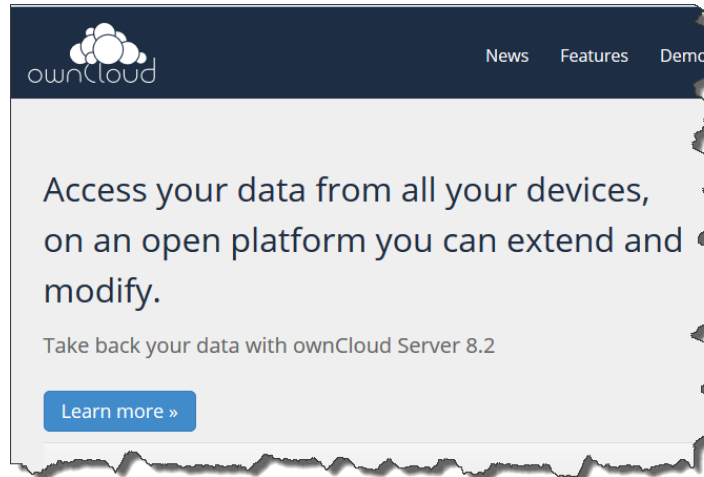 ownCloud
News Features Demo
Access your data from all your devices,
on an open platform you can extend and
modify.
Take back your data with ownCloud Server 8.2
Learn more »